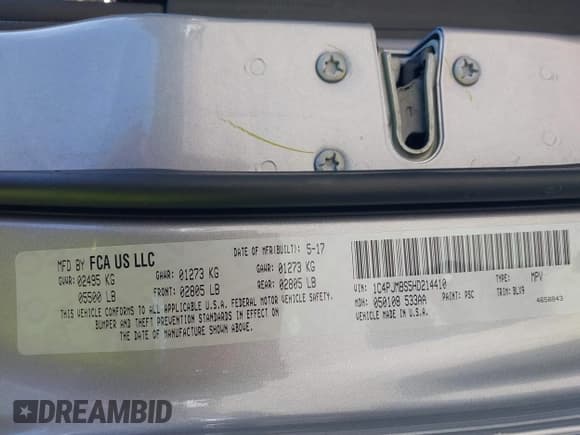 MFD BY FCA US LLC DATE OF MFR(BUILT): 5-17
GVWR: 02495 KG GAWR: 01273 KG GAWR: 01273 KG
05500 LB FRONT: 02805 LB REAR: 02805 LB
THIS VEHICLE CONFORMS TO ALL APPLICABLE U.S.A. FEDERAL MOTOR VEHICLE SAFETY,
BUMPER AND THEFT PREVENTION STANDARDS IN EFFECT ON
THE DATE OF MANUFACTURE SHOWN ABOVE.
VIN: 1C4PJMBS5HD214410 TYPE: MPV
MDH: 050108 533AA PAINT: PSC TRIM: BLX9
MADE IN U.S.A. 4650843
DREAMBID